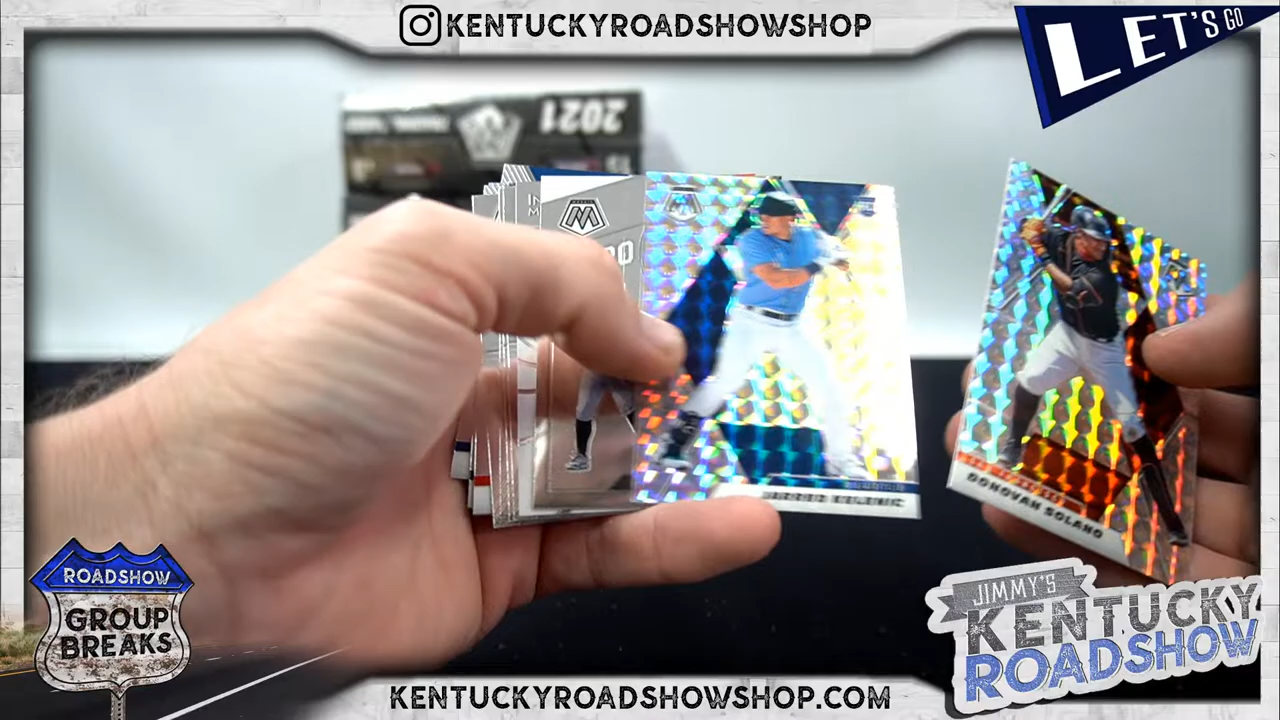 KENTUCKYROADSHOWSHOP
LET'S GO
2021
M
JARRED KELENIC
DONOVAN SOLANO
ROADSHOW
GROUP
BREAKS
JIMMY'S
KENTUCKY
ROADSHOW
KENTUCKYROADSHOWSHOP.COM